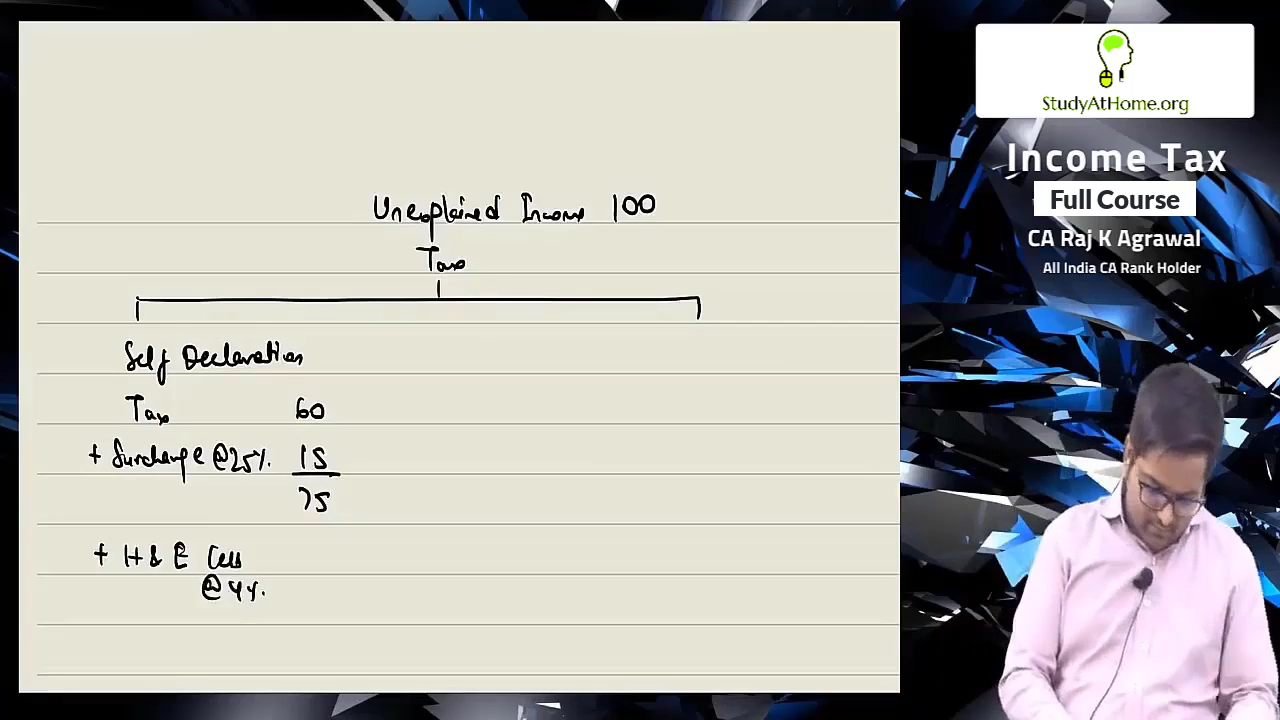 Unexplained Income 100
Tax
Self Declaration
Tax 60
+ Surcharge @25%. 15
75
+ H & E Cess
@4%.
StudyAtHome.org
Income Tax
Full Course
CA Raj K Agrawal
All India CA Rank Holder